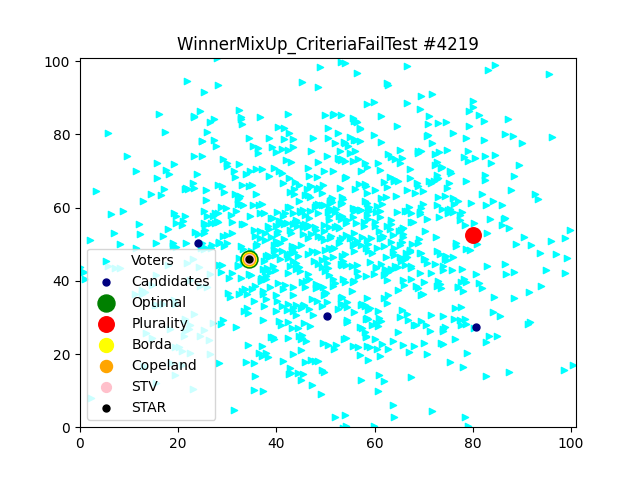 WinnerMixUp_CriteriaFailTest #4219
100
80
60
40
20
0
0 20 40 60 80 100
Voters
Candidates
Optimal
Plurality
Borda
Copeland
STV
STAR